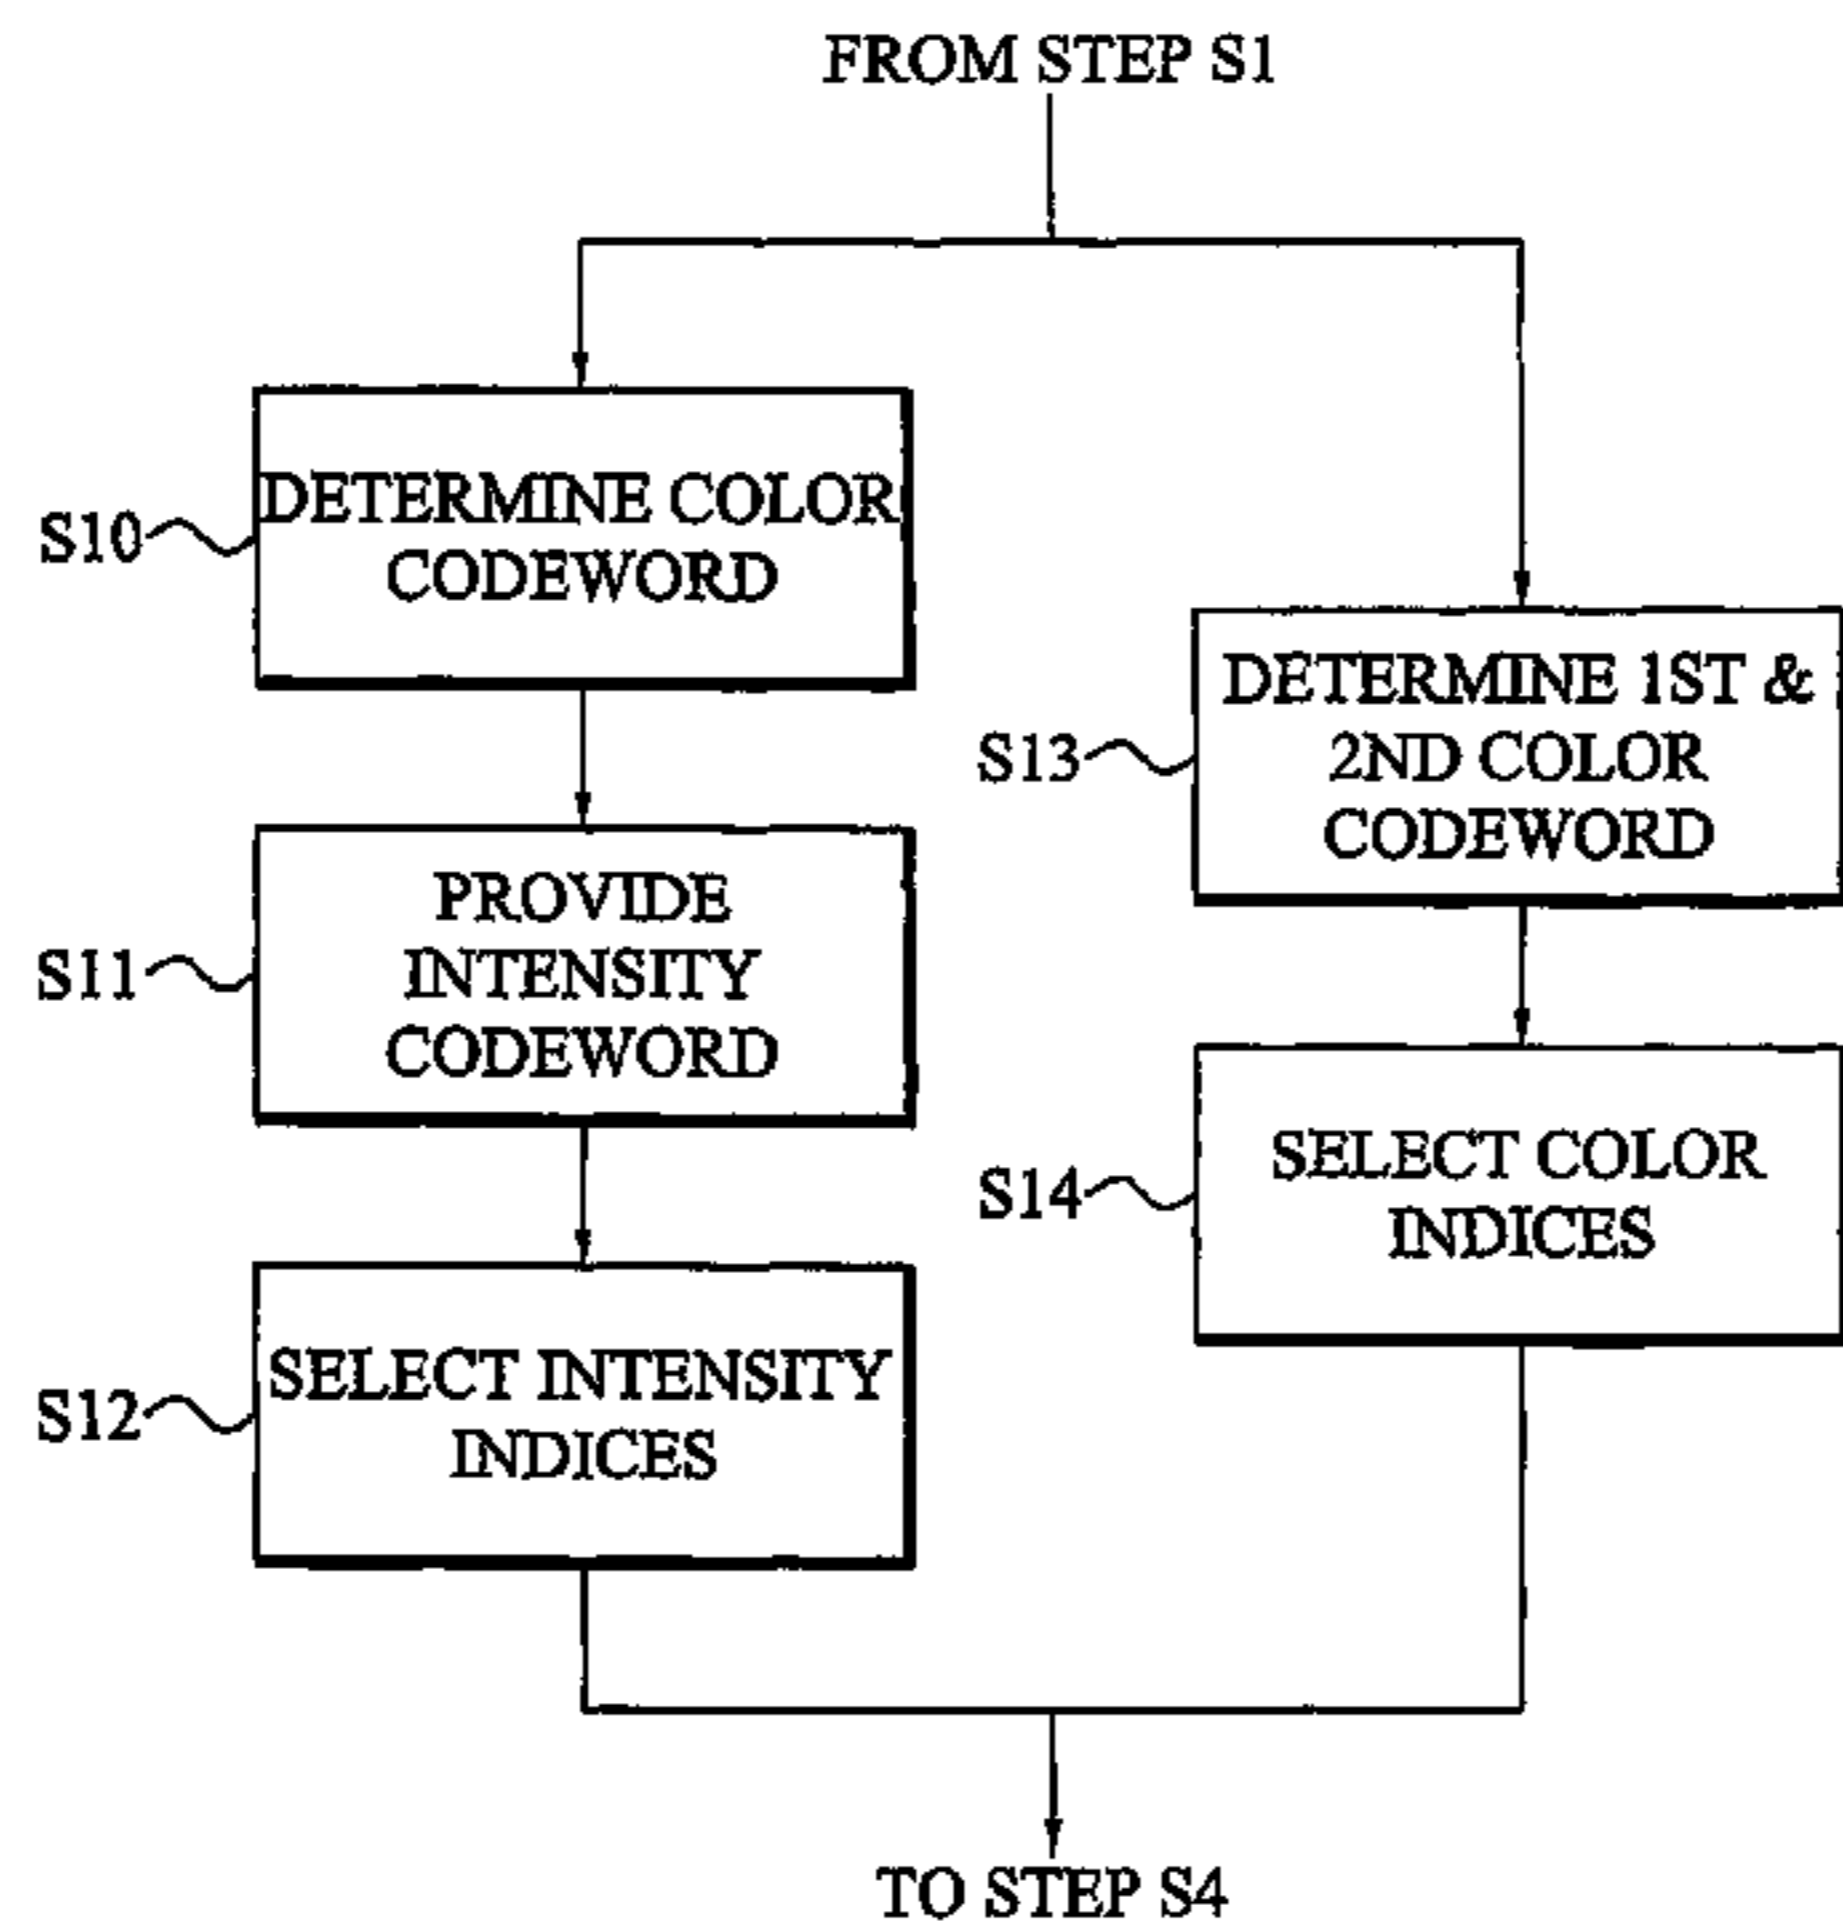 FROM STEP S1
S10
DETERMINE COLOR
CODEWORD
S11
PROVIDE
INTENSITY
CODEWORD
S12
SELECT INTENSITY
INDICES
S13
DETERMINE 1ST &
2ND COLOR
CODEWORD
S14
SELECT COLOR
INDICES
TO STEP S4